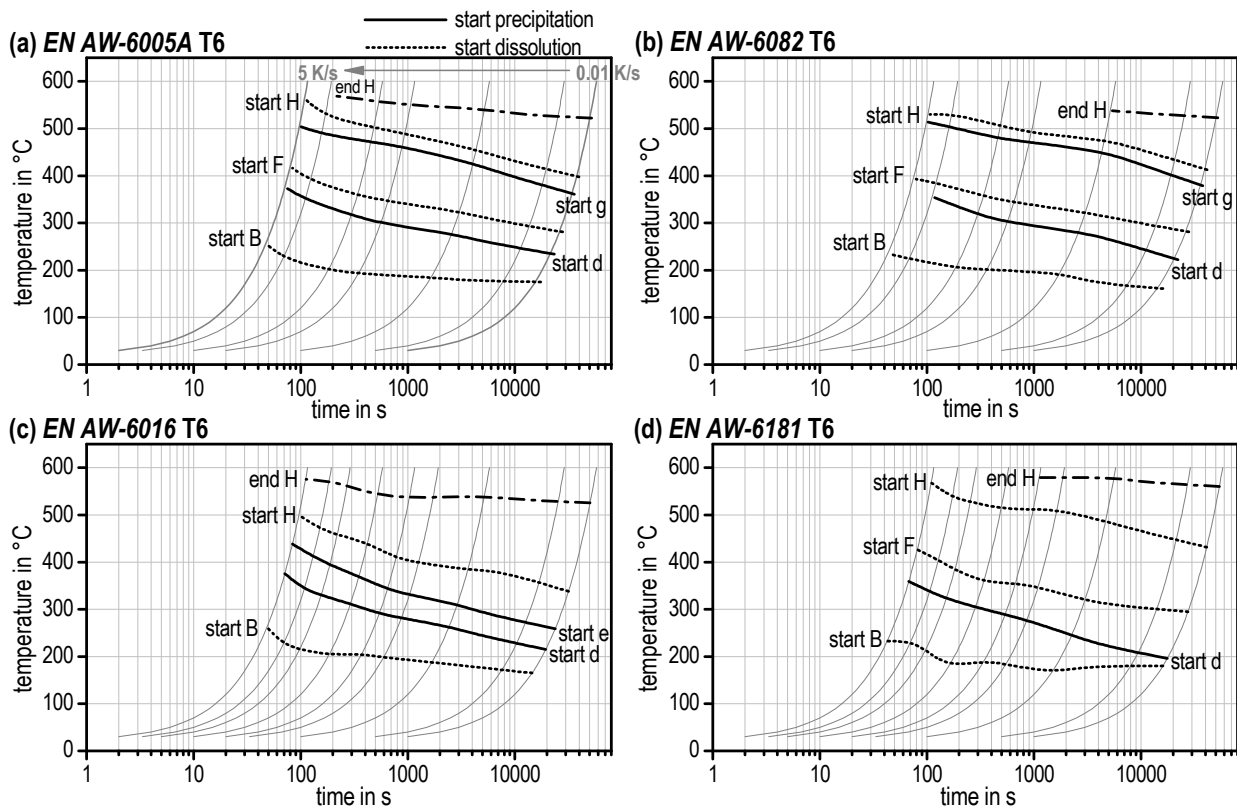 start precipitation
start dissolution
(a) EN AW-6005A T6
(b) EN AW-6082 T6
5 K/s
0.01 K/s
600
500
400
300
200
100
0
temperature in °C
start H
end H
start F
start B
start g
start d
1
10
100
1000
10000
time in s
600
500
400
300
200
100
0
temperature in °C
start H
end H
start F
start B
start g
start d
1
10
100
1000
10000
time in s
(c) EN AW-6016 T6
(d) EN AW-6181 T6
600
500
400
300
200
100
0
temperature in °C
end H
start H
start B
start e
start d
1
10
100
1000
10000
time in s
600
500
400
300
200
100
0
temperature in °C
start H
end H
start F
start B
start d
1
10
100
1000
10000
time in s